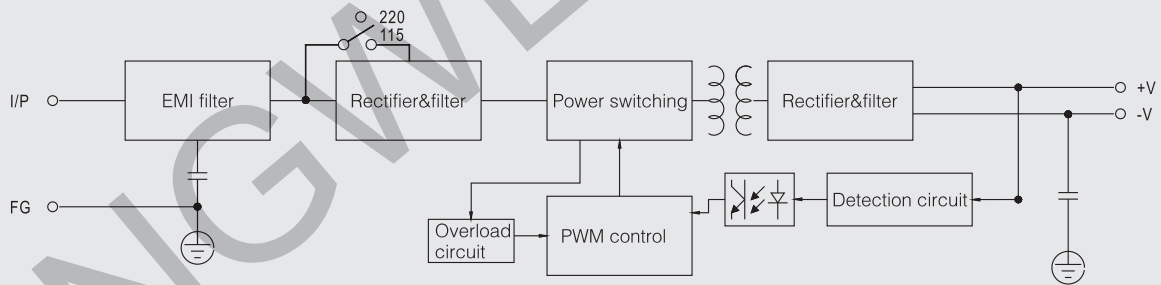 220
115
I/P
EMI filter
Rectifier&filter
Power switching
Rectifier&filter
+V
-V
FG
Overload
circuit
PWM control
Detection circuit